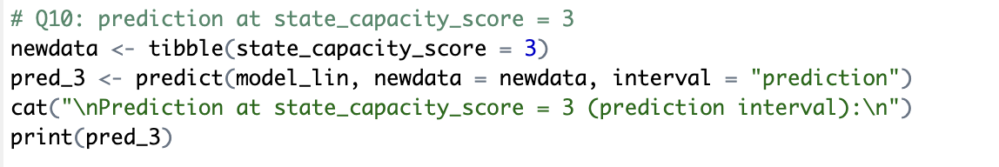 # Q10: prediction at state_capacity_score = 3
newdata <- tibble(state_capacity_score = 3)
pred_3 <- predict(model_lin, newdata = newdata, interval = "prediction")
cat("\nPrediction at state_capacity_score = 3 (prediction interval):\n")
print(pred_3)